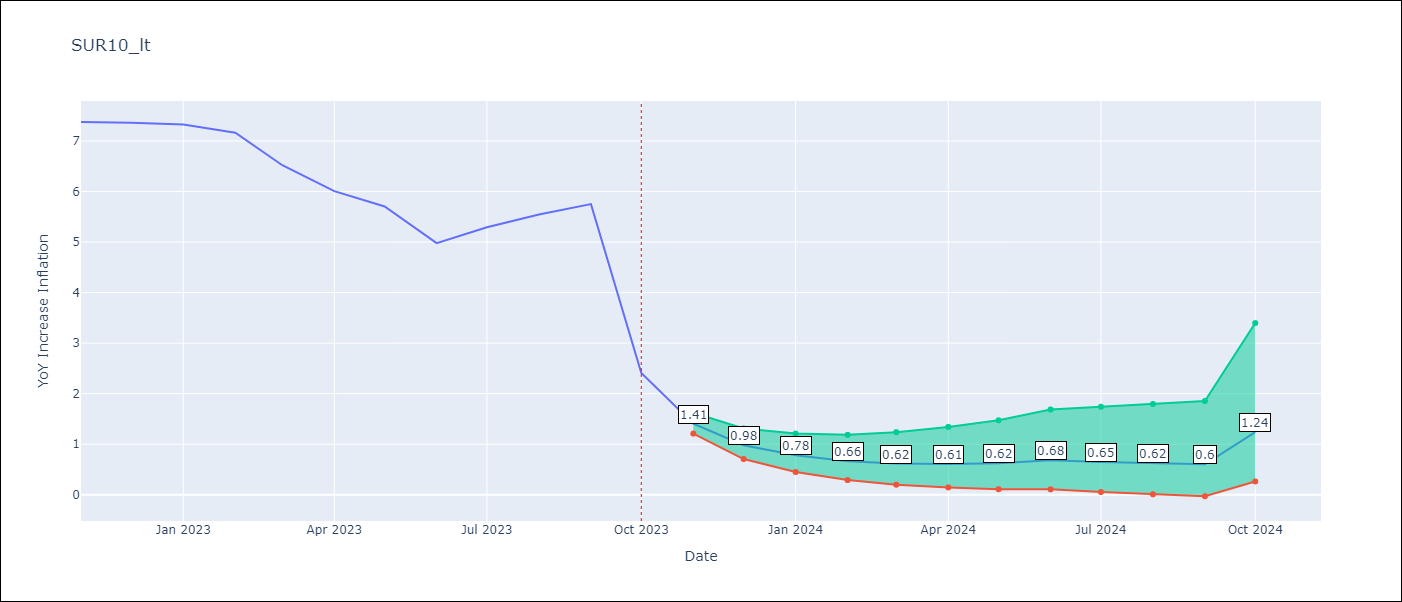 SUR10_lt
YoY Increase Inflation
7
6
5
4
3
2
1
0
1.41
0.98
0.78
0.66
0.62
0.61
0.62
0.68
0.65
0.62
0.6
1.24
Jan 2023
Apr 2023
Jul 2023
Oct 2023
Jan 2024
Apr 2024
Jul 2024
Oct 2024
Date